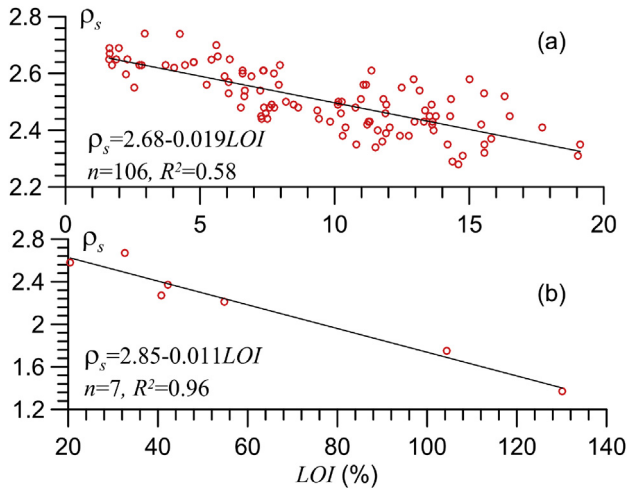 2.8
ρs
(a)
2.6
2.4
ρs=2.68-0.019LOI
n=106, R²=0.58
2.2
0 5 10 15 20
2.8
ρs
(b)
2.4
2
1.6
ρs=2.85-0.011LOI
n=7, R²=0.96
1.2
20 40 60 80 100 120 140
LOI (%)